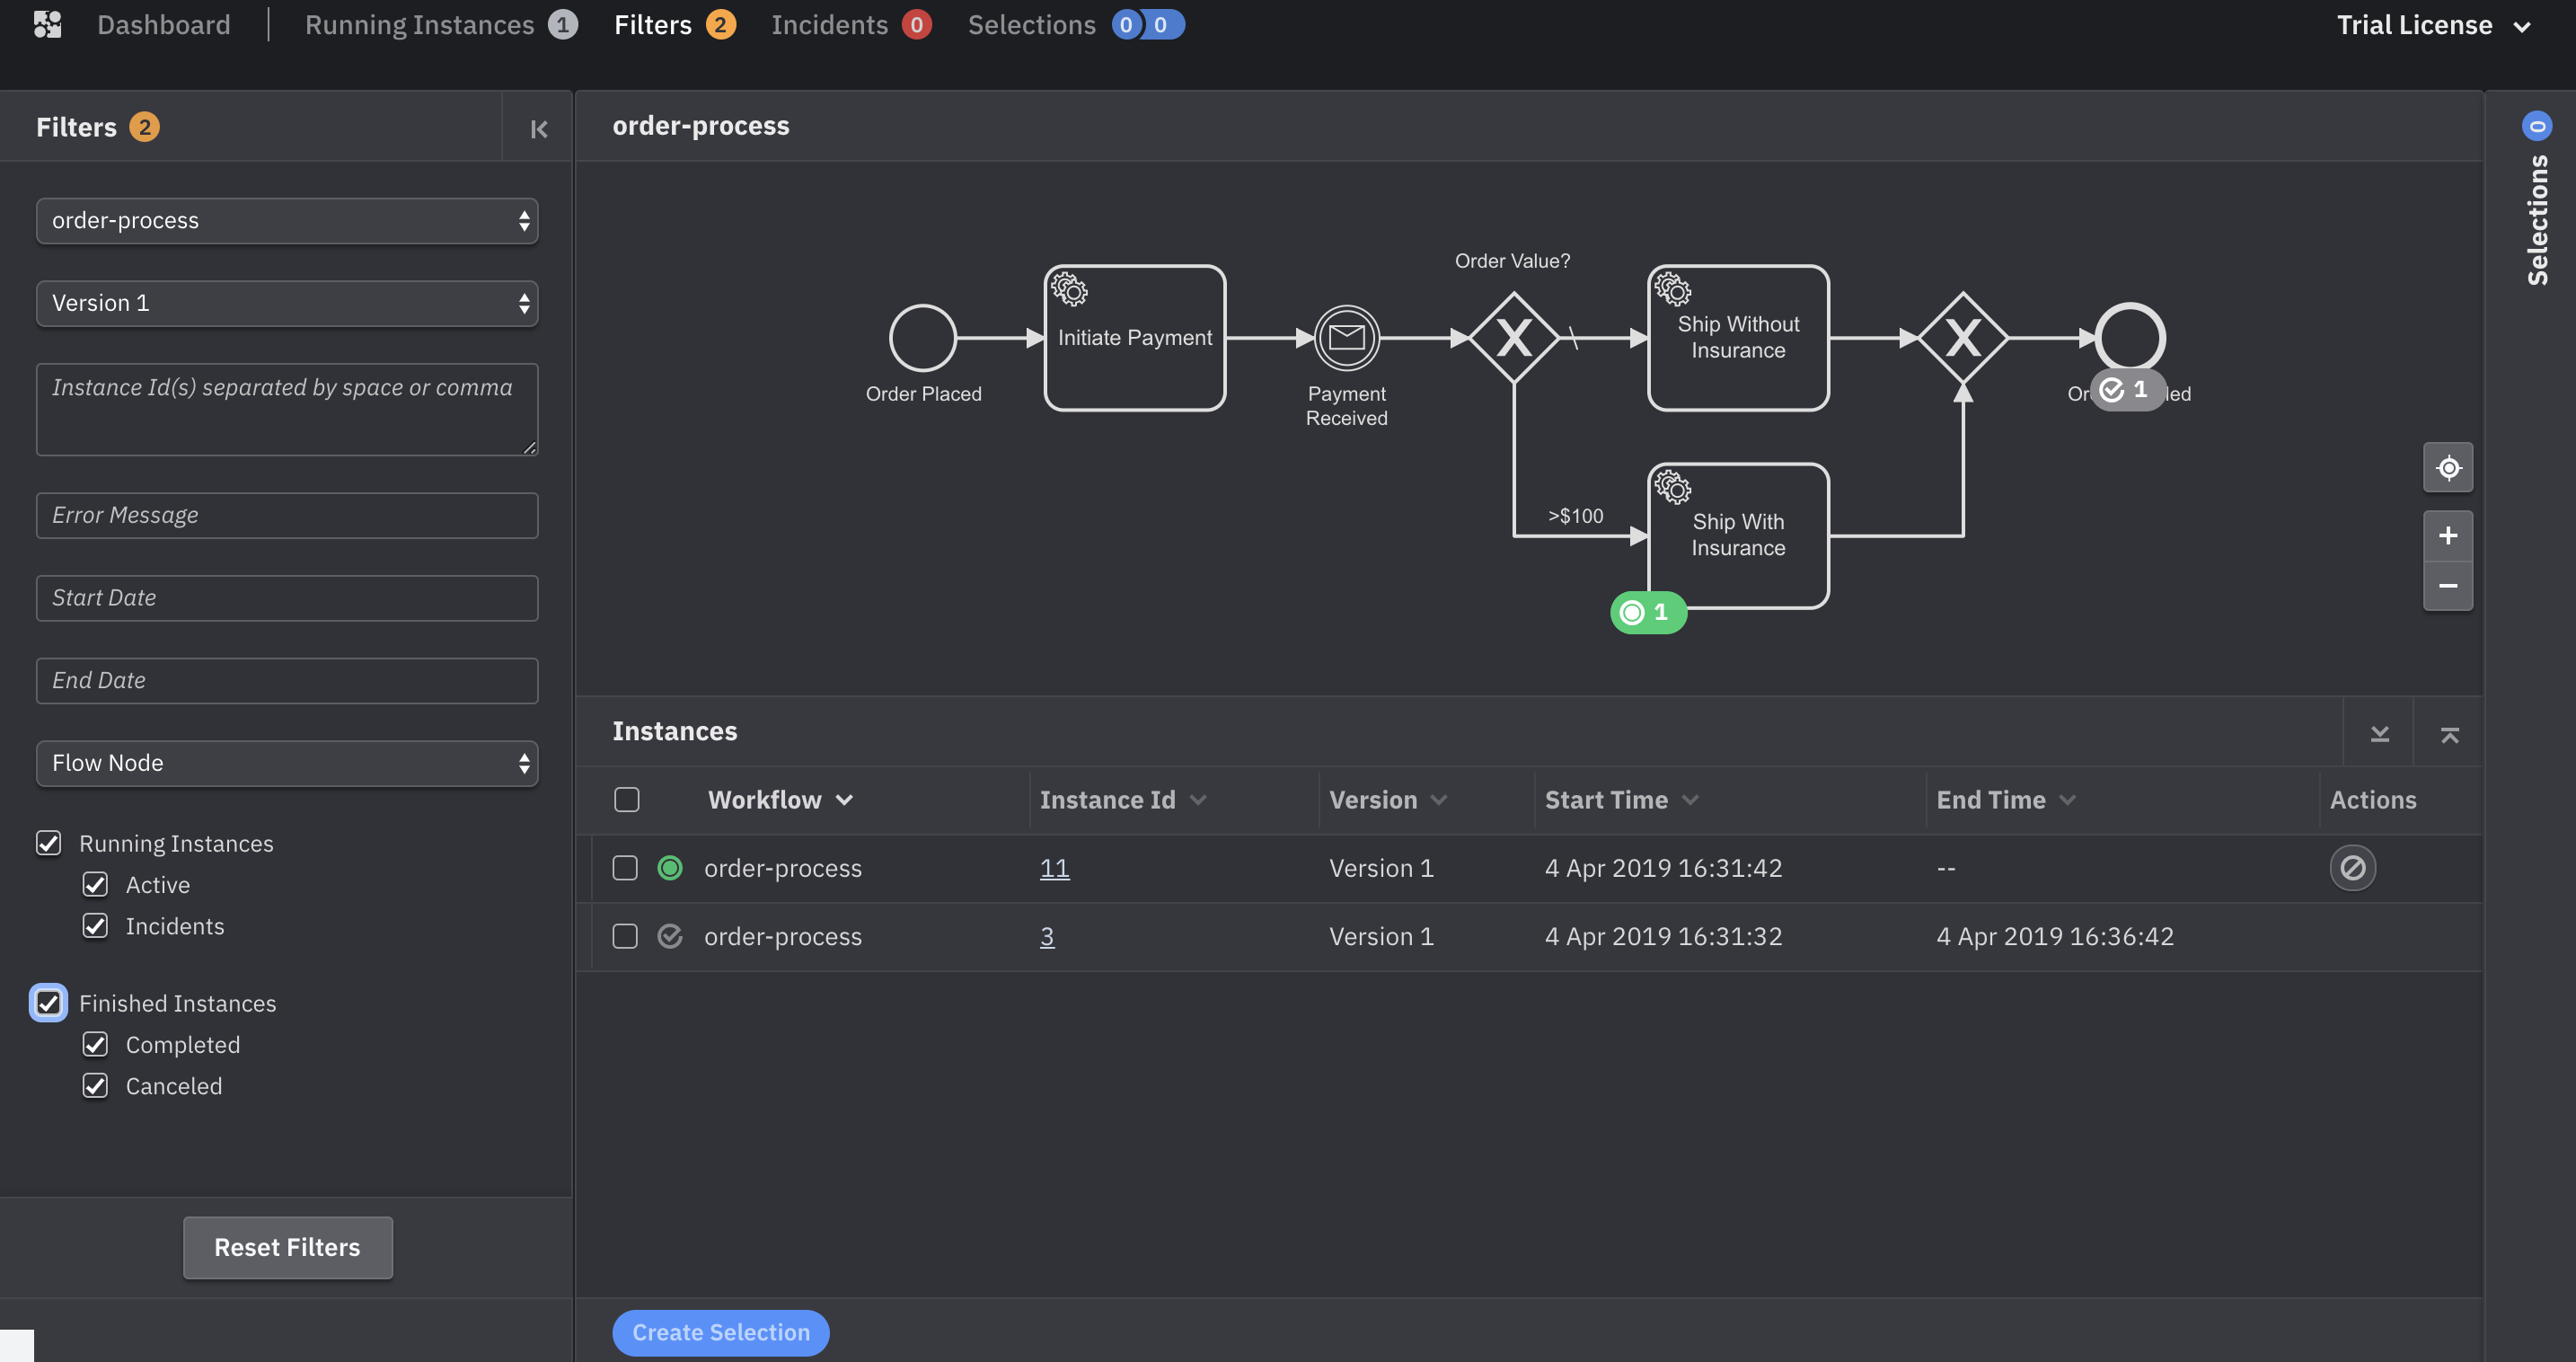 Dashboard
Running Instances 1
Filters 2
Incidents 0
Selections 0 0
Trial License
Filters 2
order-process
Version 1
Instance Id(s) separated by space or comma
Error Message
Start Date
End Date
Flow Node
Running Instances
Active
Incidents
Finished Instances
Completed
Canceled
Reset Filters
order-process
Order Placed
Initiate Payment
Payment
Received
Order Value?
Ship Without
Insurance
>$100
Ship With
Insurance
1
1
Instances
Workflow Instance Id Version Start Time End Time Actions
order-process 11 Version 1 4 Apr 2019 16:31:42 --
order-process 3 Version 1 4 Apr 2019 16:31:32 4 Apr 2019 16:36:42
Create Selection
Selections 0